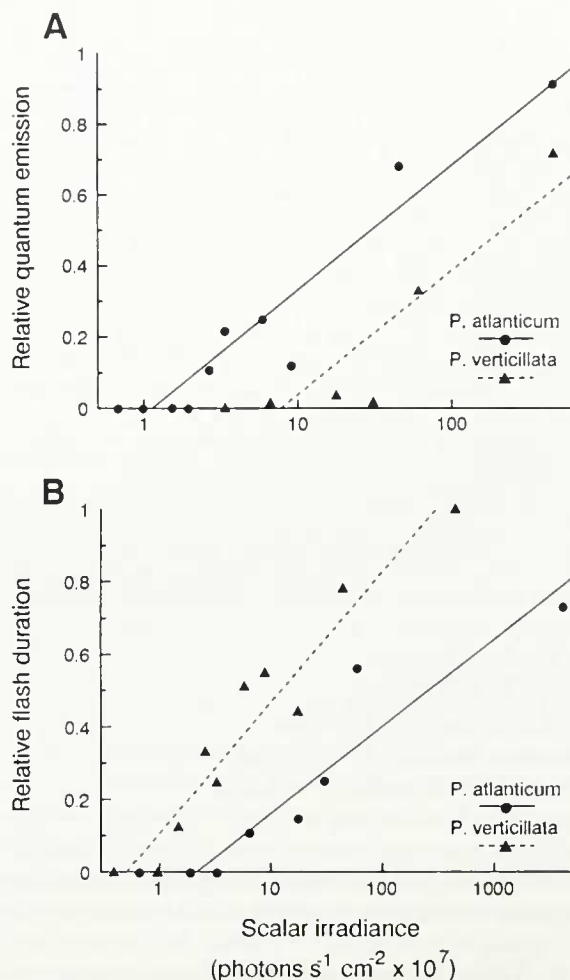 A
Relative quantum emission
1
0.8
0.6
0.4
0.2
0
1
10
100
P. atlanticum
P. verticillata
B
Relative flash duration
1
0.8
0.6
0.4
0.2
0
1
10
100
1000
P. atlanticum
P. verticillata
Scalar irradiance
(photons s⁻¹ cm⁻² x 10⁷)